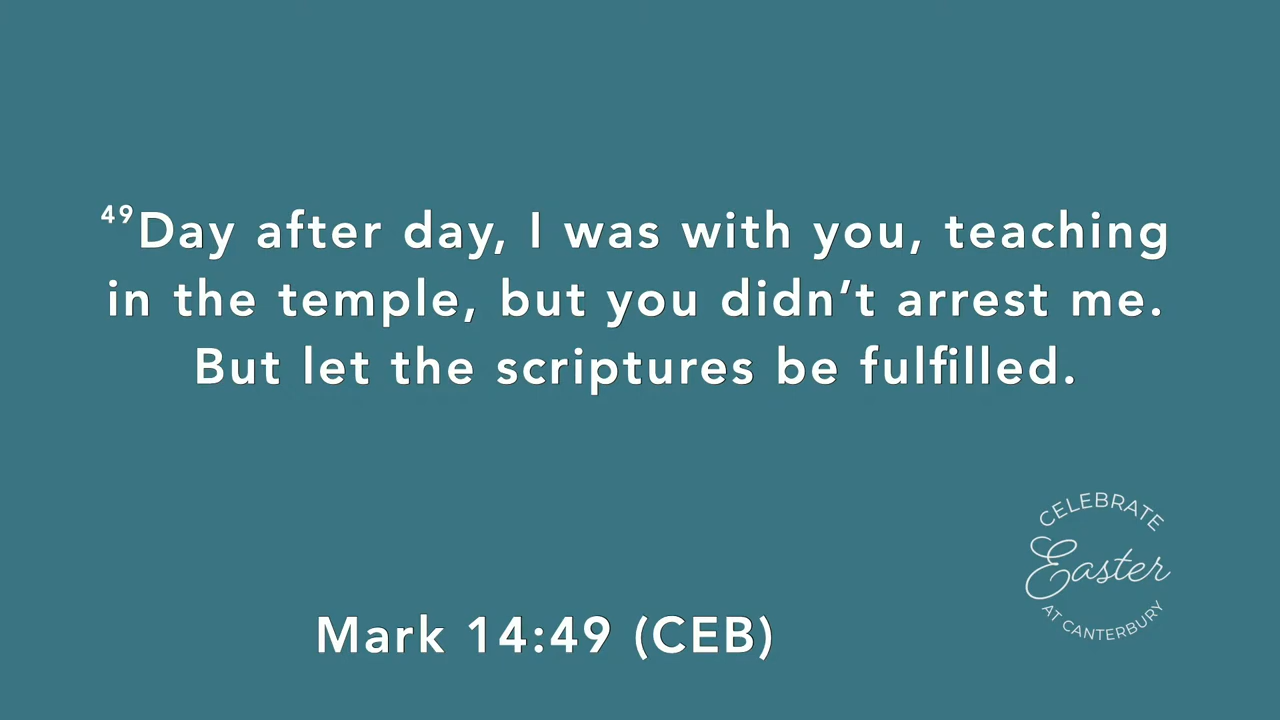 ⁴⁹Day after day, I was with you, teaching
in the temple, but you didn’t arrest me.
But let the scriptures be fulfilled.
CELEBRATE
Easter
AT CANTERBURY
Mark 14:49 (CEB)